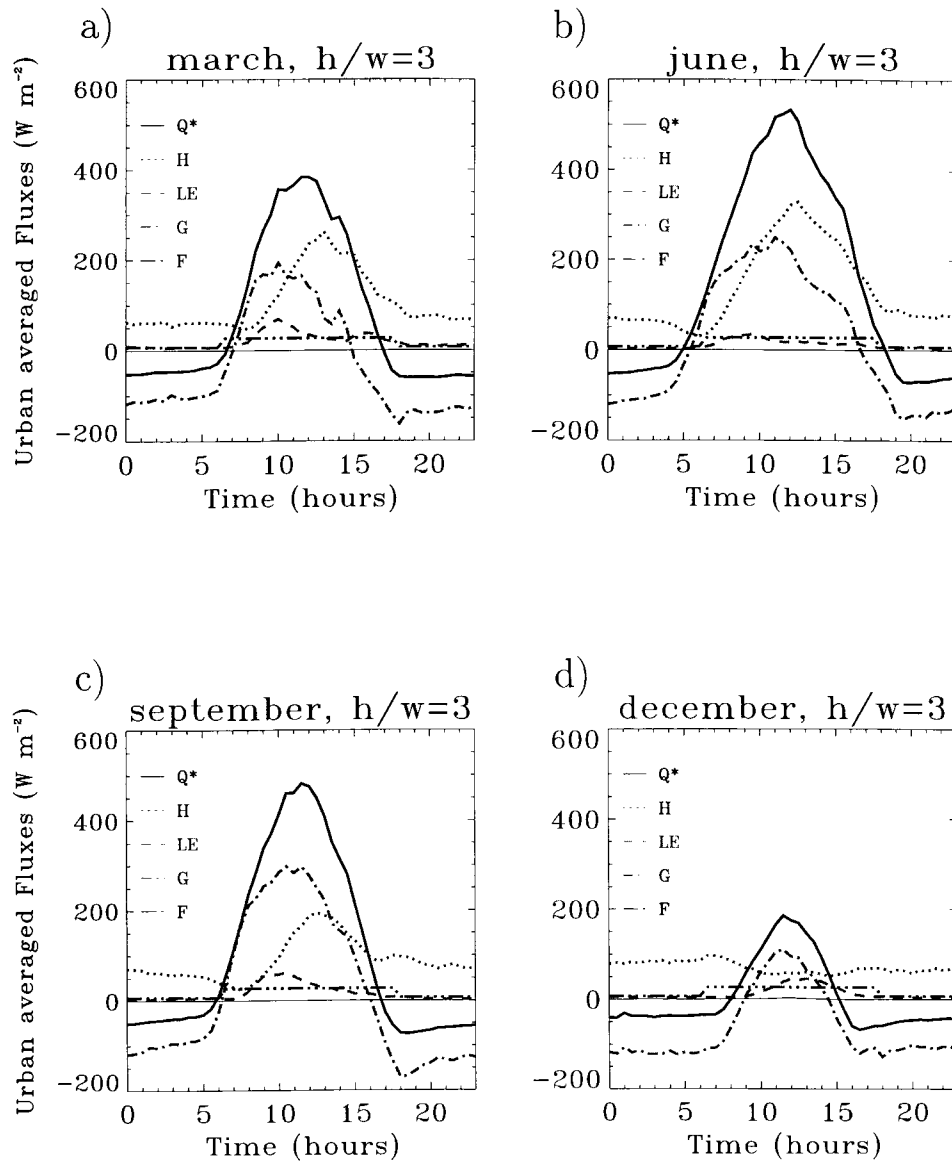 a)
march, h/w=3
Urban averaged Fluxes (W m⁻²)
600
400
200
0
-200
Q*
H
LE
G
F
0 5 10 15 20
Time (hours)
b)
june, h/w=3
600
400
200
0
-200
Q*
H
LE
G
F
0 5 10 15 20
Time (hours)
c)
september, h/w=3
Urban averaged Fluxes (W m⁻²)
600
400
200
0
-200
Q*
H
LE
G
F
0 5 10 15 20
Time (hours)
d)
december, h/w=3
600
400
200
0
-200
Q*
H
LE
G
F
0 5 10 15 20
Time (hours)